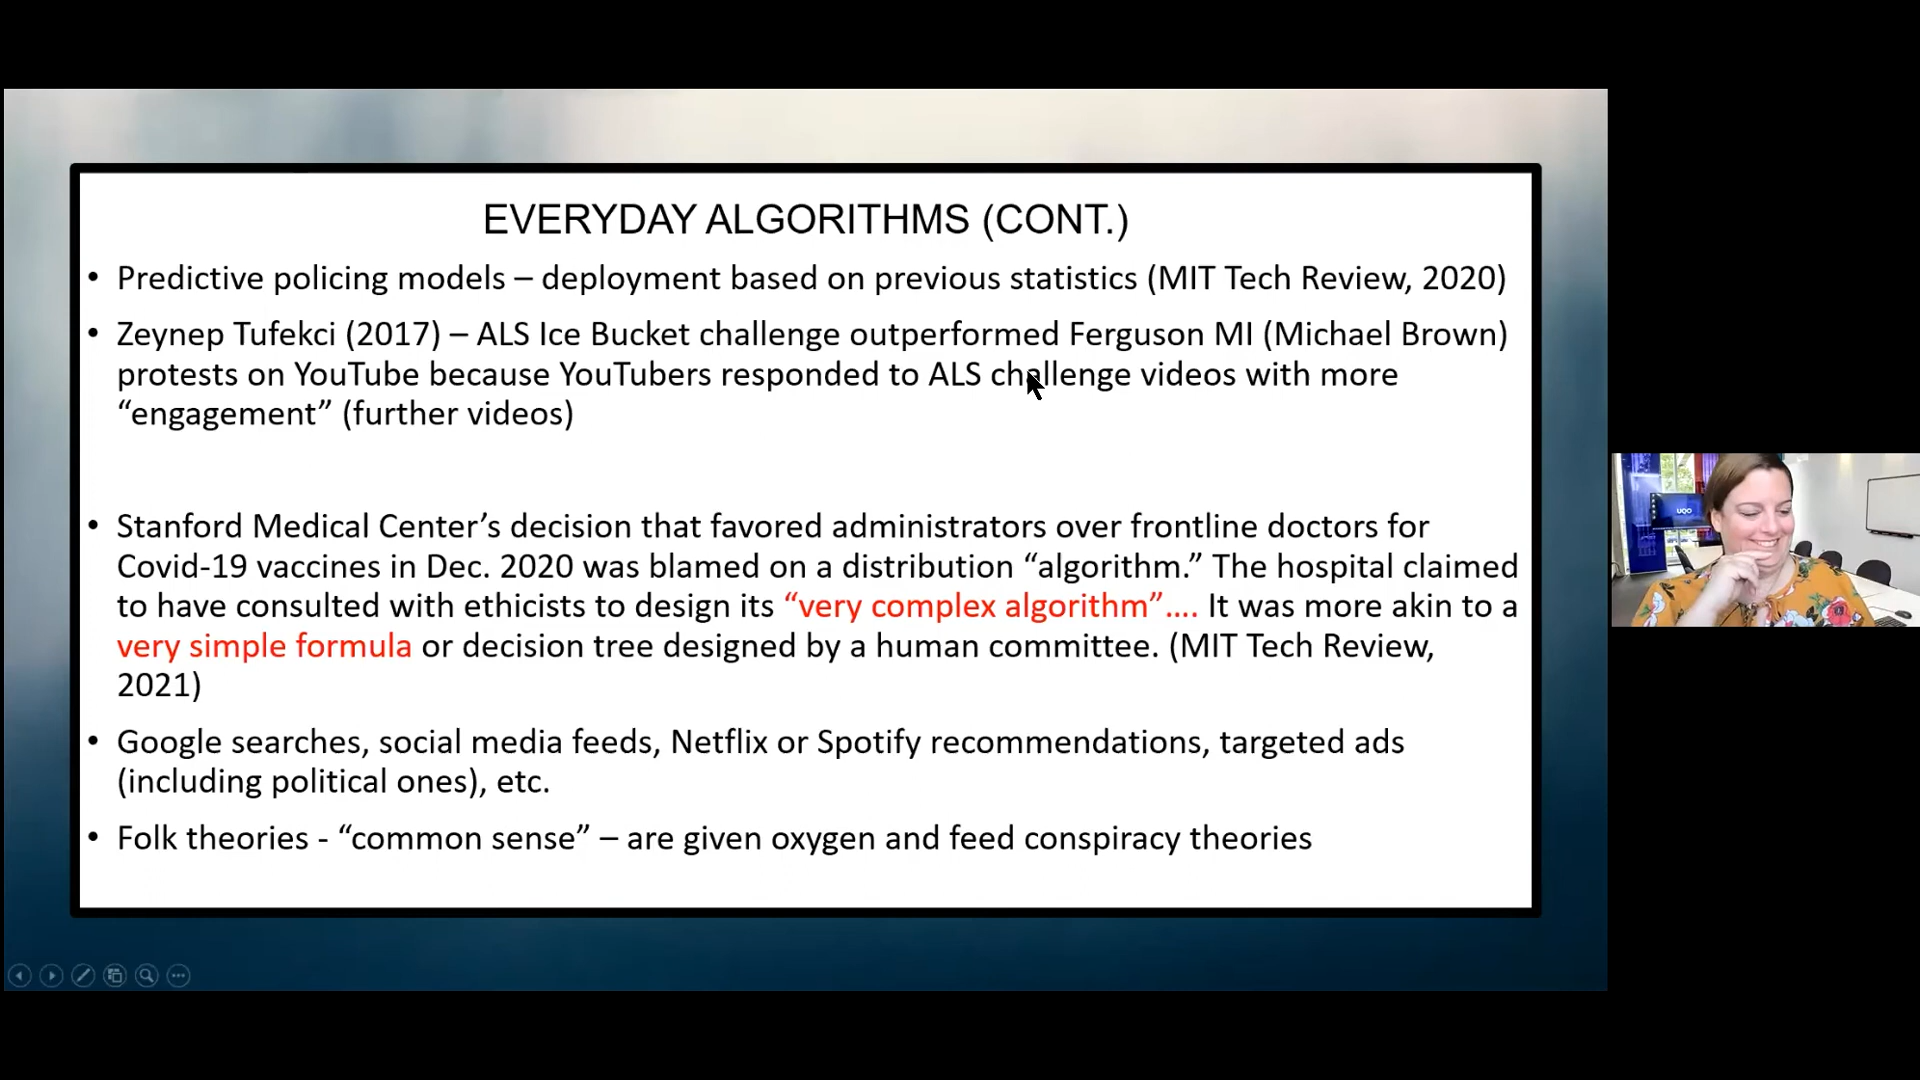 EVERYDAY ALGORITHMS (CONT.)
• Predictive policing models – deployment based on previous statistics (MIT Tech Review, 2020)
• Zeynep Tufekci (2017) – ALS Ice Bucket challenge outperformed Ferguson MI (Michael Brown)
protests on YouTube because YouTubers responded to ALS challenge videos with more
“engagement” (further videos)
• Stanford Medical Center’s decision that favored administrators over frontline doctors for
Covid-19 vaccines in Dec. 2020 was blamed on a distribution “algorithm.” The hospital claimed
to have consulted with ethicists to design its “very complex algorithm”…. It was more akin to a
very simple formula or decision tree designed by a human committee. (MIT Tech Review,
2021)
• Google searches, social media feeds, Netflix or Spotify recommendations, targeted ads
(including political ones), etc.
• Folk theories - “common sense” – are given oxygen and feed conspiracy theories
UQO